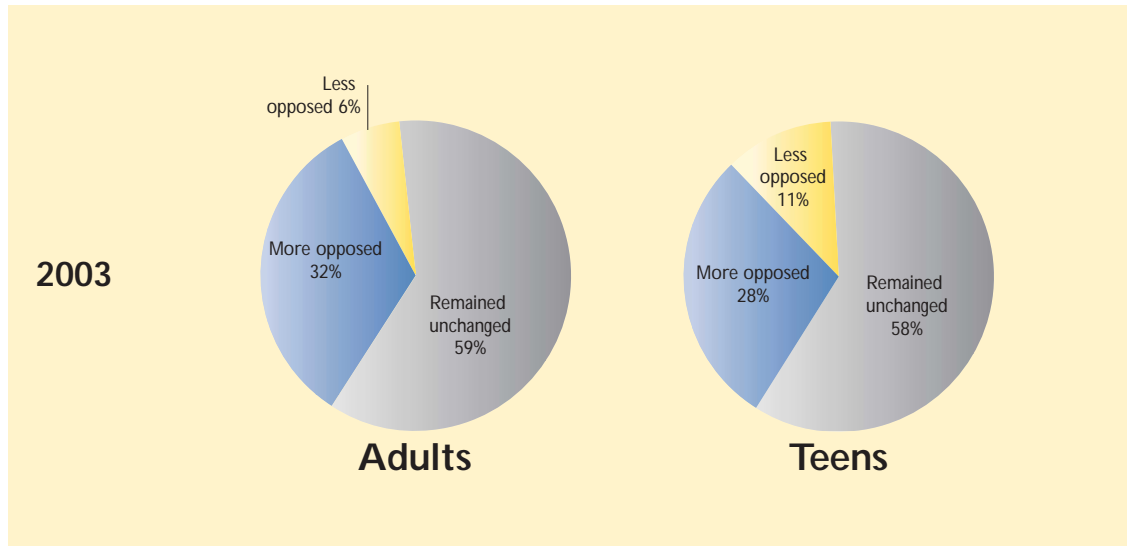 2003
Less
opposed 6%
More opposed
32%
Remained
unchanged
59%
Adults
Less
opposed
11%
More opposed
28%
Remained
unchanged
58%
Teens